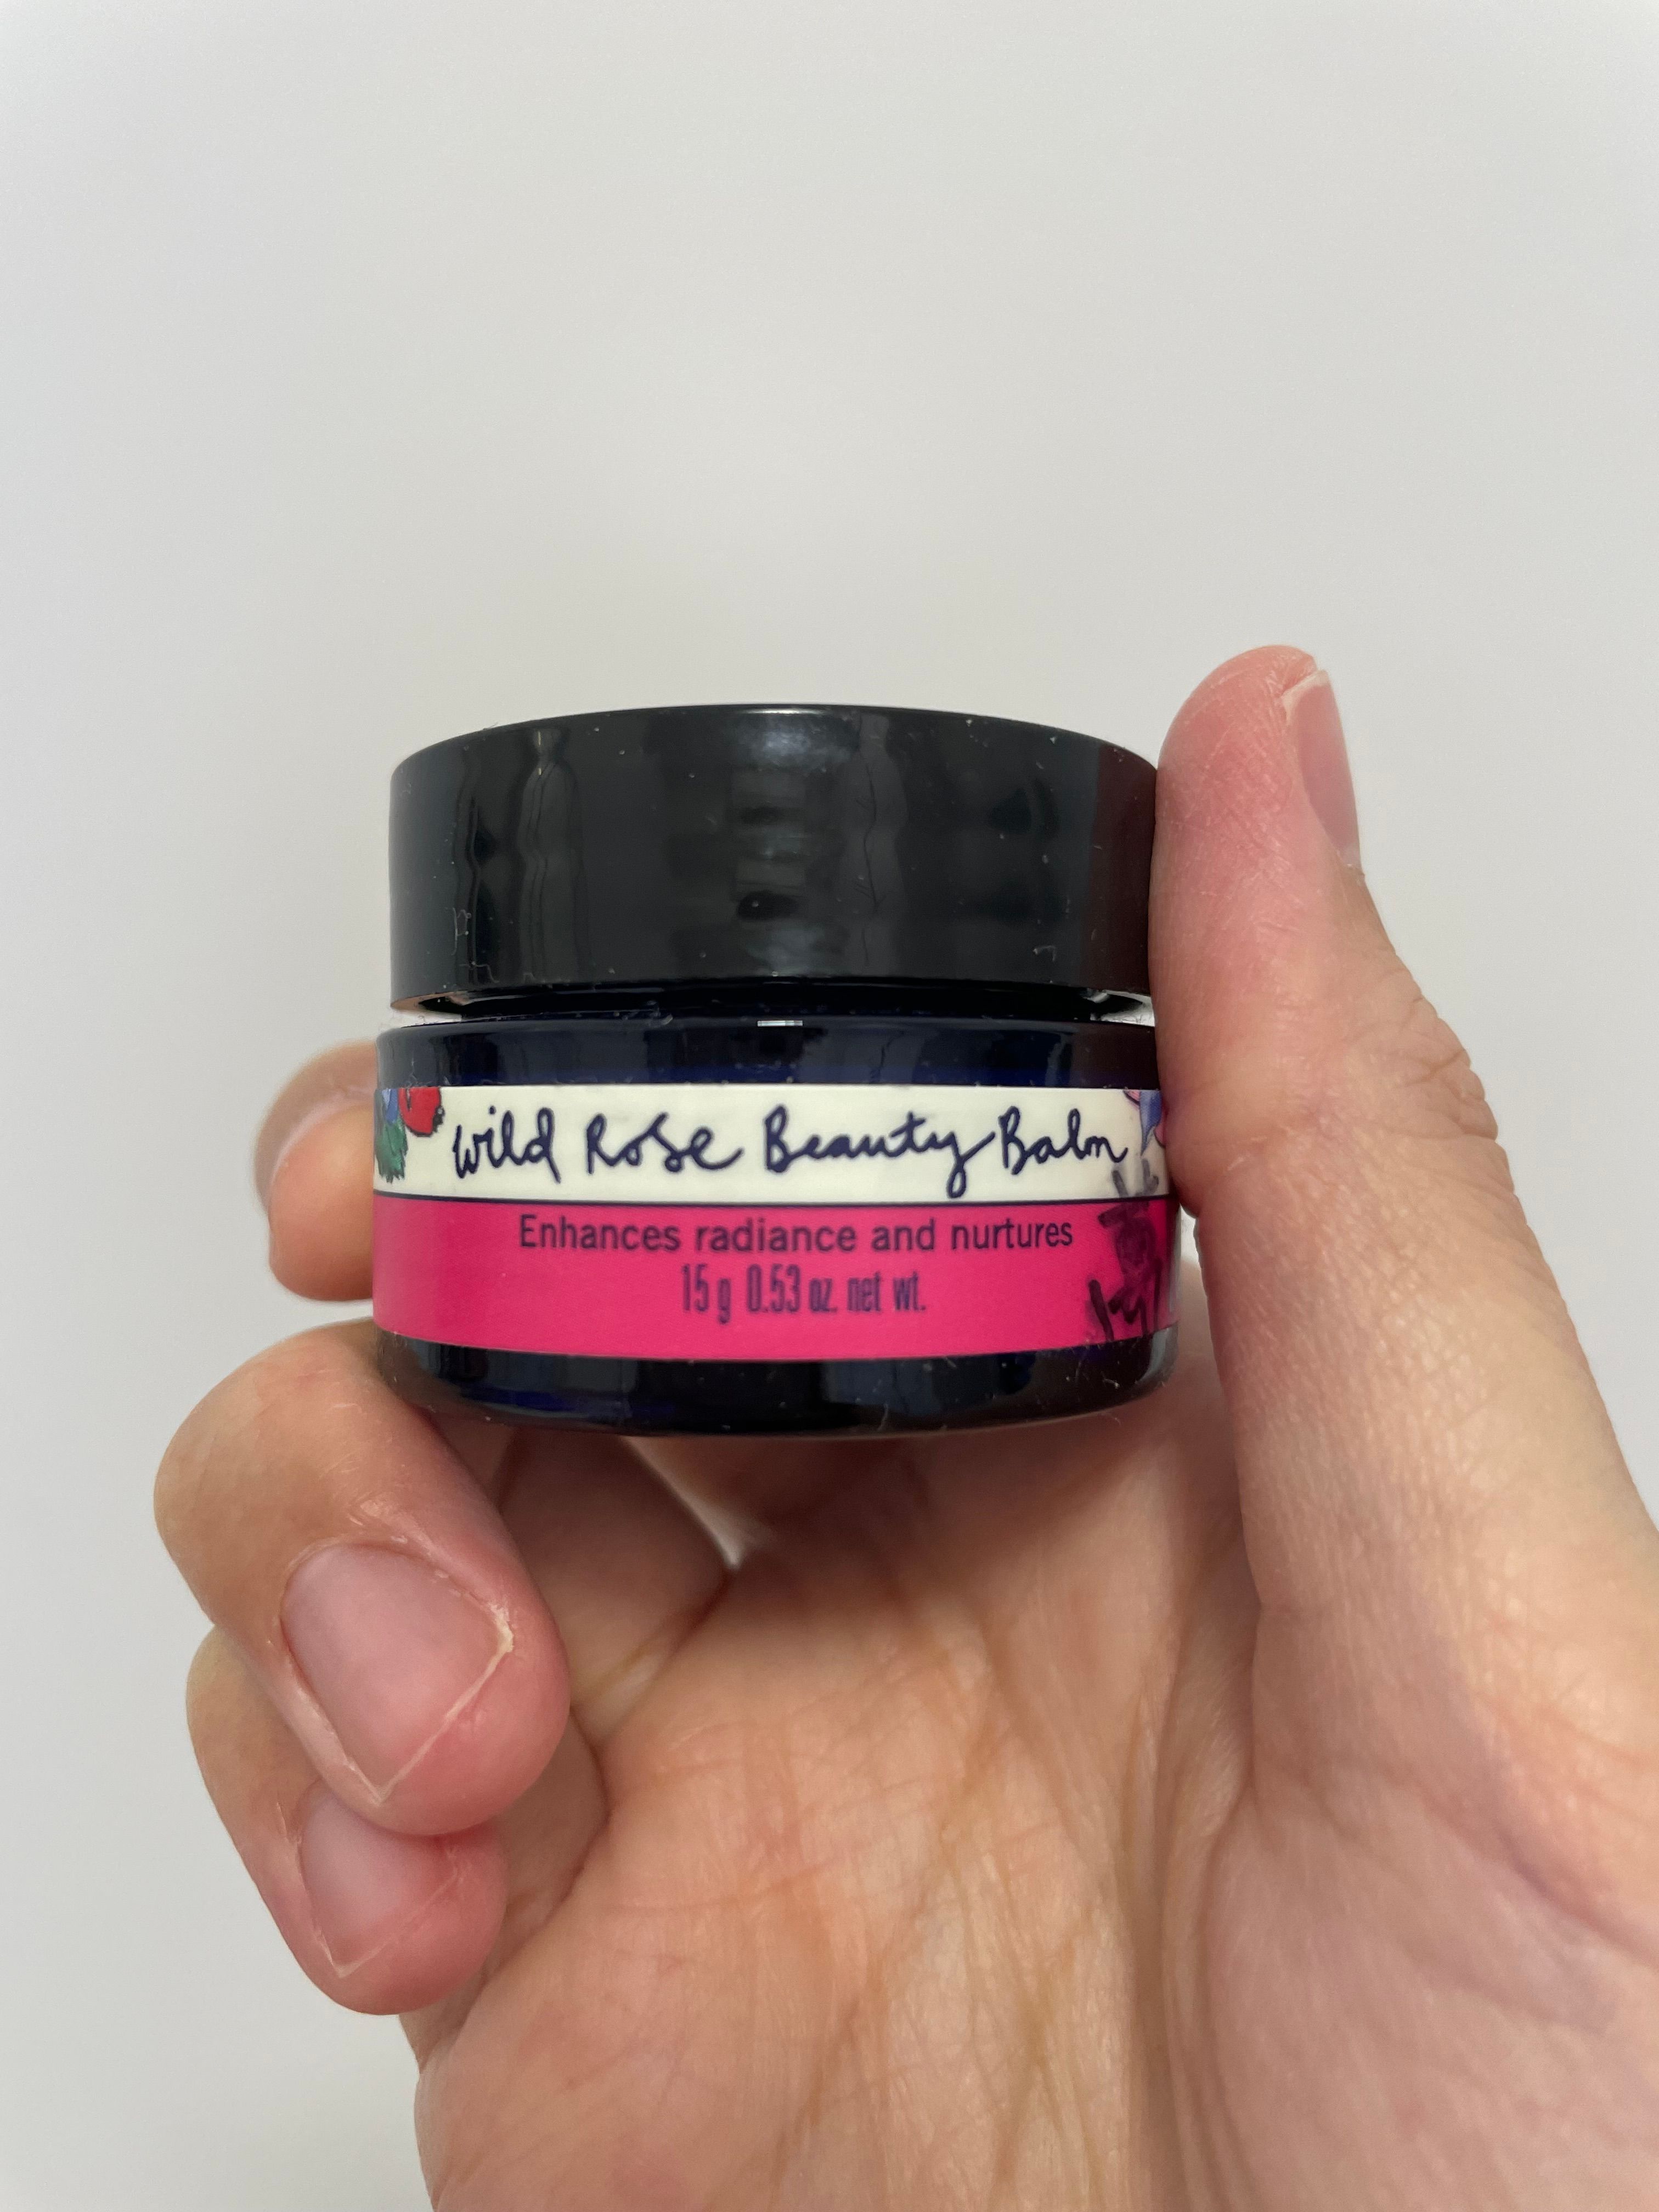 Wild Rose Beauty Balm
Enhances radiance and nurtures
15 g 0.53 oz. net wt.